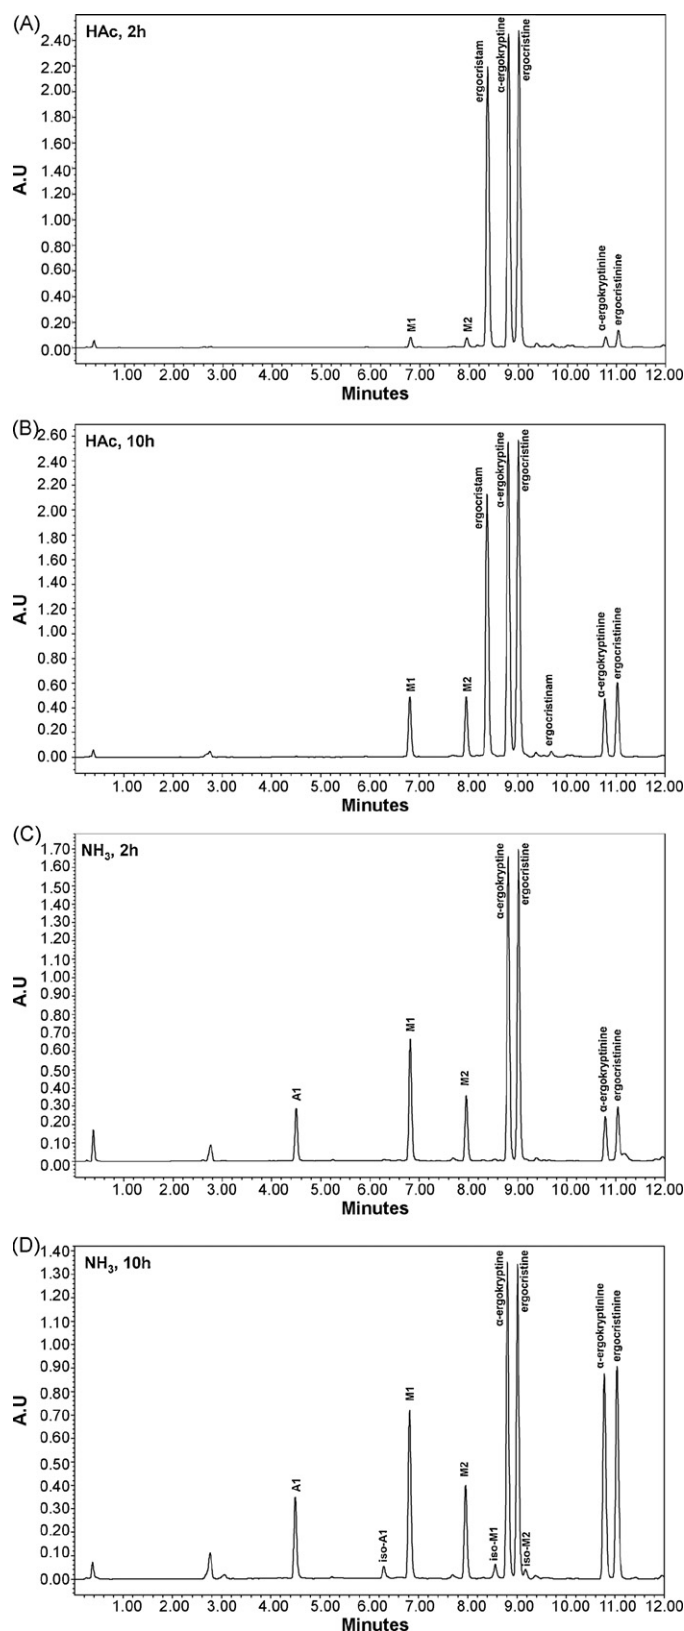 (A)
HAc, 2h
A.U
2.40
2.20
2.00
1.80
1.60
1.40
1.20
1.00
0.80
0.60
0.40
0.20
0.00
M1
M2
ergocristam
α-ergokryptine
ergocristine
α-ergokryptinine
ergocristinine
1.00 2.00 3.00 4.00 5.00 6.00 7.00 8.00 9.00 10.00 11.00 12.00
Minutes
(B)
HAc, 10h
A.U
2.60
2.40
2.20
2.00
1.80
1.60
1.40
1.20
1.00
0.80
0.60
0.40
0.20
0.00
M1
M2
ergocristam
α-ergokryptine
ergocristine
ergocristinam
α-ergokryptinine
ergocristinine
1.00 2.00 3.00 4.00 5.00 6.00 7.00 8.00 9.00 10.00 11.00 12.00
Minutes
(C)
NH₃, 2h
A.U
1.70
1.60
1.50
1.40
1.30
1.20
1.10
1.00
0.90
0.80
0.70
0.60
0.50
0.40
0.30
0.20
0.10
0.00
A1
M1
M2
α-ergokryptine
ergocristine
α-ergokryptinine
ergocristinine
1.00 2.00 3.00 4.00 5.00 6.00 7.00 8.00 9.00 10.00 11.00 12.00
Minutes
(D)
NH₃, 10h
A.U
1.40
1.30
1.20
1.10
1.00
0.90
0.80
0.70
0.60
0.50
0.40
0.30
0.20
0.10
0.00
A1
iso-A1
M1
M2
iso-M1
α-ergokryptine
ergocristine
iso-M2
α-ergokryptinine
ergocristinine
1.00 2.00 3.00 4.00 5.00 6.00 7.00 8.00 9.00 10.00 11.00 12.00
Minutes